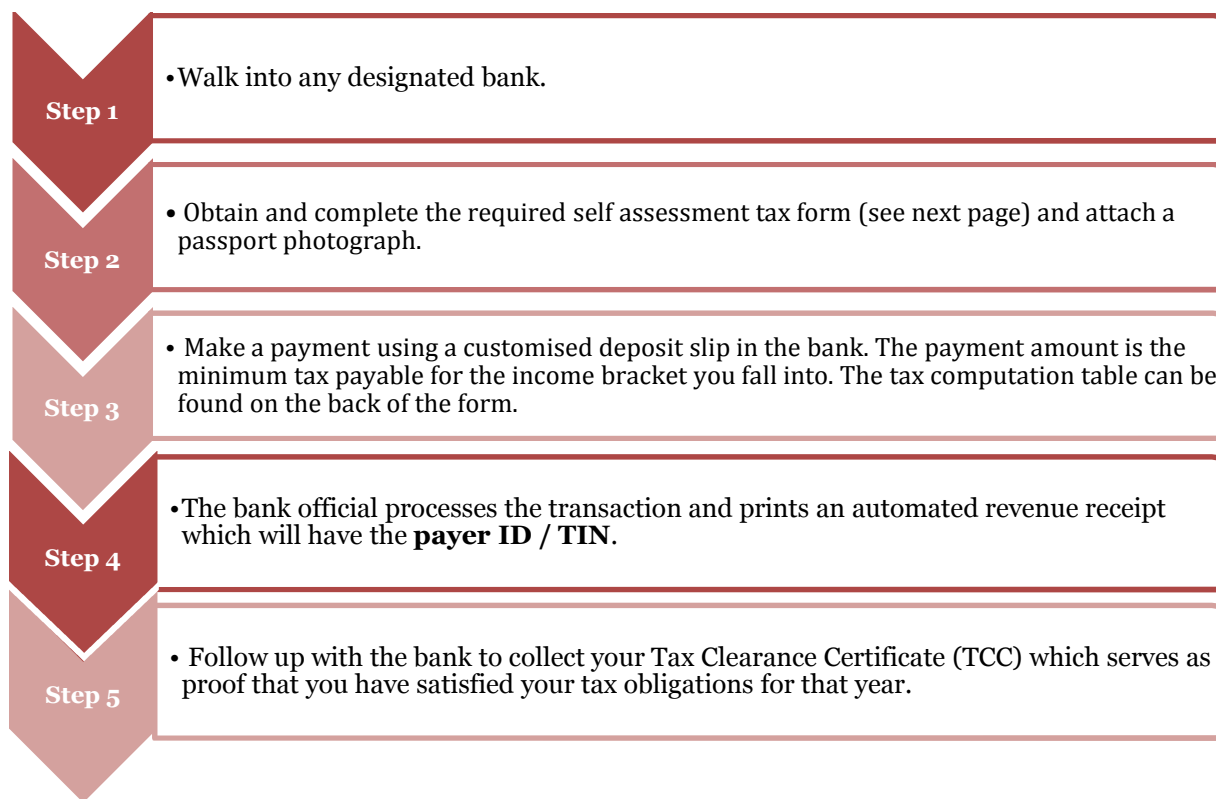 Step 1
•Walk into any designated bank.
Step 2
• Obtain and complete the required self assessment tax form (see next page) and attach a
passport photograph.
Step 3
• Make a payment using a customised deposit slip in the bank. The payment amount is the
minimum tax payable for the income bracket you fall into. The tax computation table can be
found on the back of the form.
Step 4
•The bank official processes the transaction and prints an automated revenue receipt
which will have the payer ID / TIN.
Step 5
• Follow up with the bank to collect your Tax Clearance Certificate (TCC) which serves as
proof that you have satisfied your tax obligations for that year.